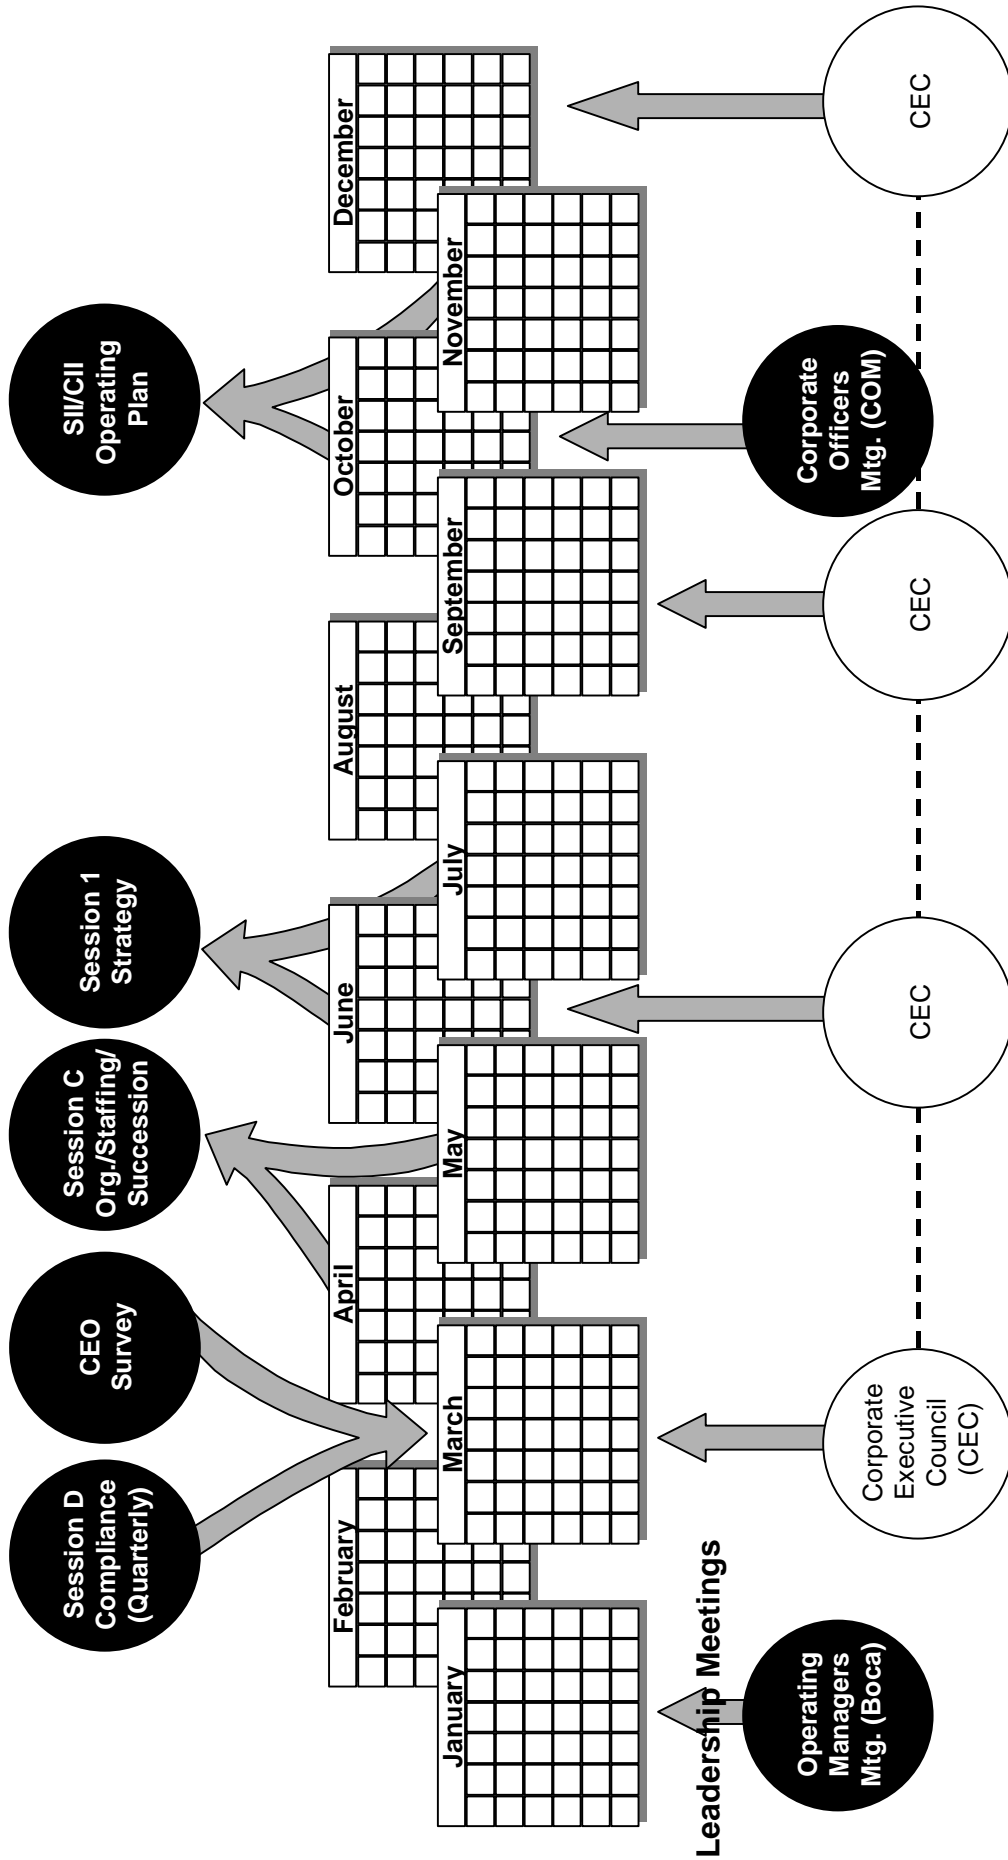 Session D
Compliance
(Quarterly)
CEO
Survey
Session C
Org./Staffing/
Succession
Session 1
Strategy
SII/CII
Operating
Plan
January
February
March
April
May
June
July
August
September
October
November
December
Leadership Meetings
Operating
Managers
Mtg. (Boca)
Corporate
Executive
Council
(CEC)
CEC
CEC
Corporate
Officers
Mtg. (COM)
CEC